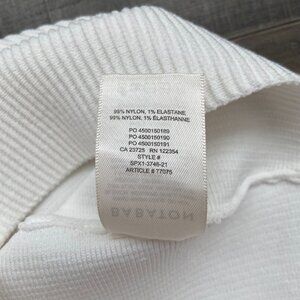 99% NYLON, 1% ELASTANE
99% NYLON, 1% ÉLASTHANNE
PO 4500150189
PO 4500150190
PO 4500150191
CA 23725 RN 122354
STYLE #
SPX1-3746-21
ARTICLE # 77075
BABATON